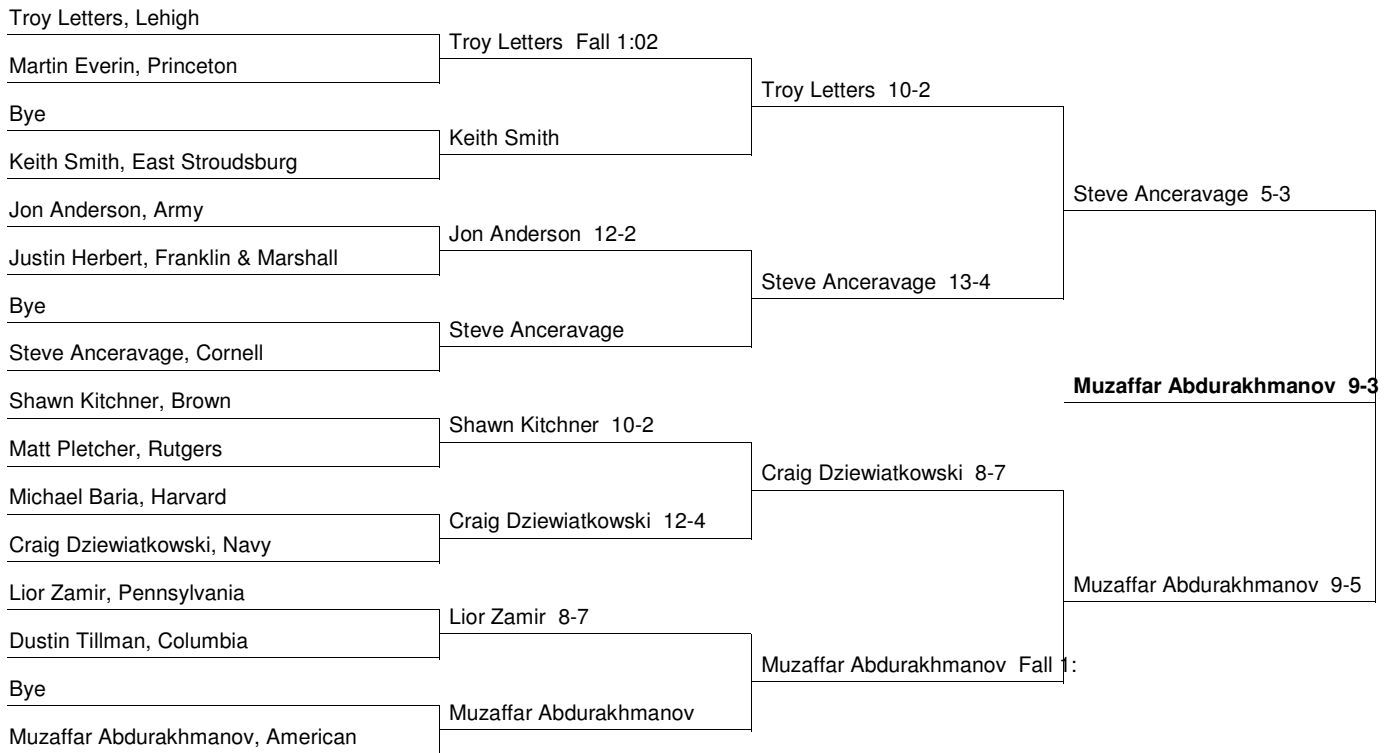 Troy Letters, Lehigh
Troy Letters Fall 1:02
Martin Everin, Princeton
Troy Letters 10-2
Bye
Keith Smith
Keith Smith, East Stroudsburg
Steve Anceravage 5-3
Jon Anderson, Army
Jon Anderson 12-2
Justin Herbert, Franklin & Marshall
Steve Anceravage 13-4
Bye
Steve Anceravage
Steve Anceravage, Cornell
Muzaffar Abdurakhmanov 9-3
Shawn Kitchner, Brown
Shawn Kitchner 10-2
Matt Pletcher, Rutgers
Craig Dziewiatkowski 8-7
Michael Baria, Harvard
Craig Dziewiatkowski 12-4
Craig Dziewiatkowski, Navy
Muzaffar Abdurakhmanov 9-5
Lior Zamir, Pennsylvania
Lior Zamir 8-7
Dustin Tillman, Columbia
Muzaffar Abdurakhmanov Fall 1:
Bye
Muzaffar Abdurakhmanov
Muzaffar Abdurakhmanov, American